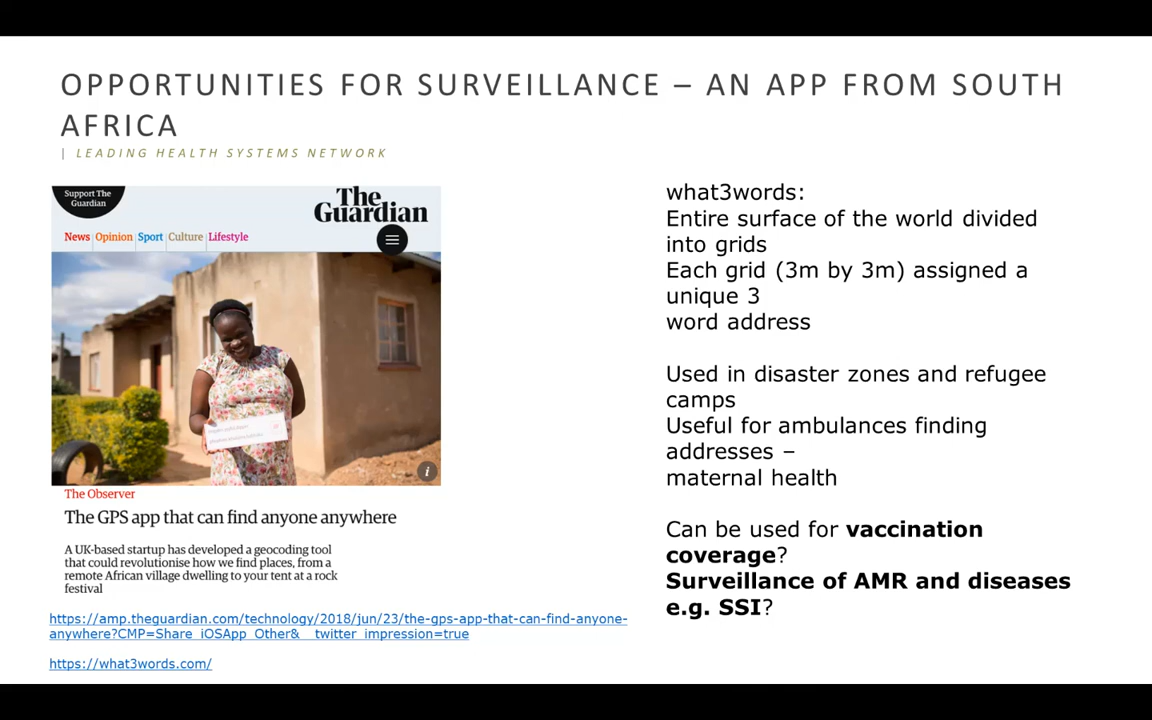 OPPORTUNITIES FOR SURVEILLANCE – AN APP FROM SOUTH
AFRICA
| LEADING HEALTH SYSTEMS NETWORK
Support The
Guardian
The
Guardian
News Opinion Sport Culture Lifestyle
i
The Observer
The GPS app that can find anyone anywhere
A UK-based startup has developed a geocoding tool
that could revolutionise how we find places, from a
remote African village dwelling to your tent at a rock
festival
https://amp.theguardian.com/technology/2018/jun/23/the-gps-app-that-can-find-anyone-
anywhere?CMP=Share_iOSApp_Other&__twitter_impression=true
https://what3words.com/
what3words:
Entire surface of the world divided
into grids
Each grid (3m by 3m) assigned a
unique 3
word address
Used in disaster zones and refugee
camps
Useful for ambulances finding
addresses –
maternal health
Can be used for vaccination
coverage?
Surveillance of AMR and diseases
e.g. SSI?